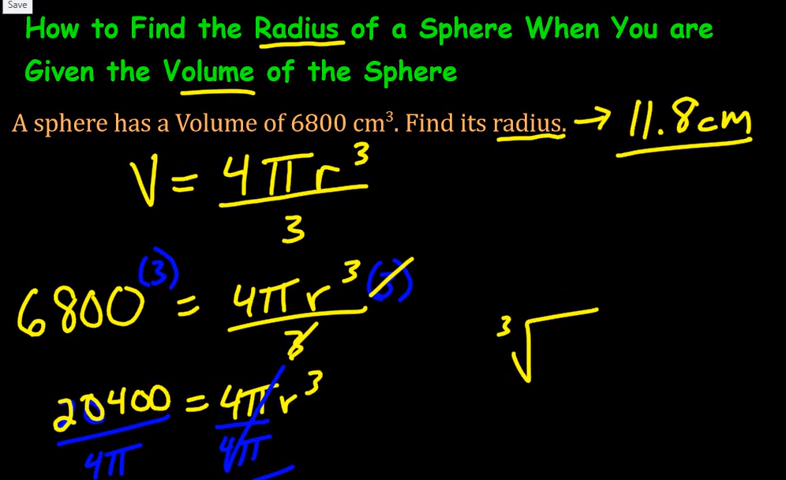 Save
How to Find the Radius of a Sphere When You are
Given the Volume of the Sphere
A sphere has a Volume of 6800 cm³. Find its radius. → 11.8cm
V = 4πr³/3
6800(3) = 4πr³(3)/3
20400/4π = 4πr³/4π
³√